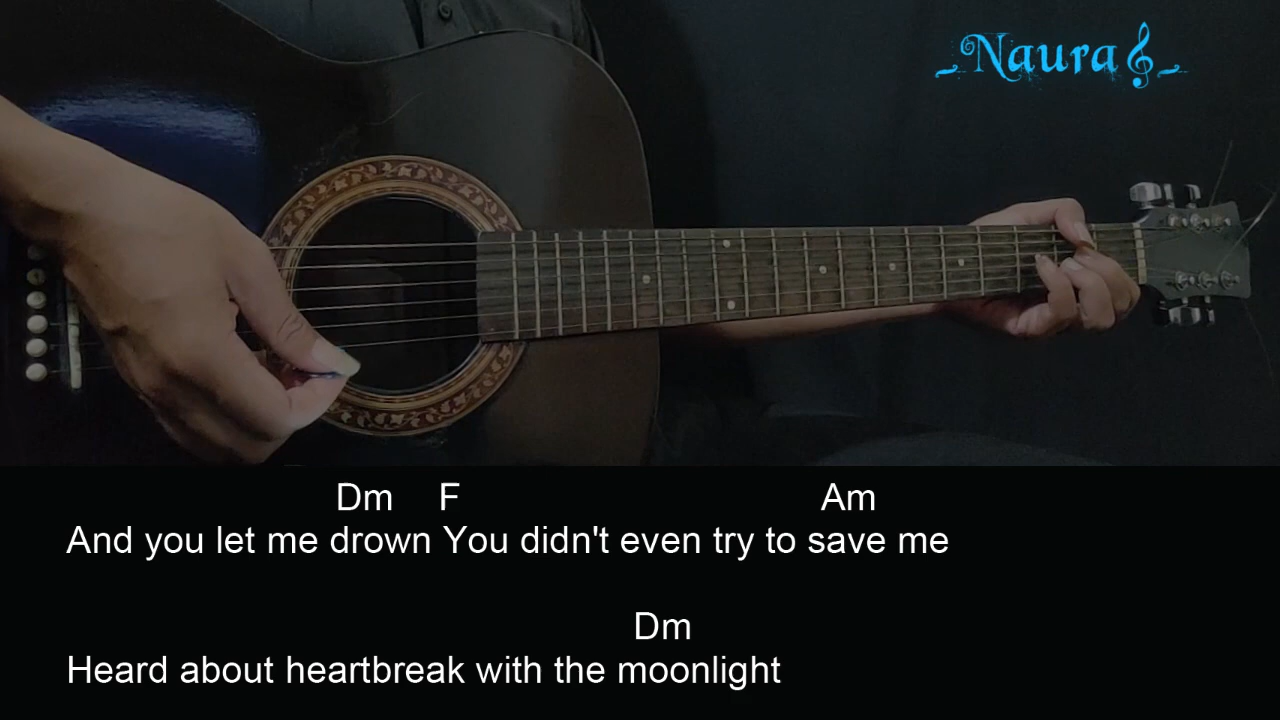 Naura
Dm F Am
And you let me drown You didn't even try to save me
Dm
Heard about heartbreak with the moonlight